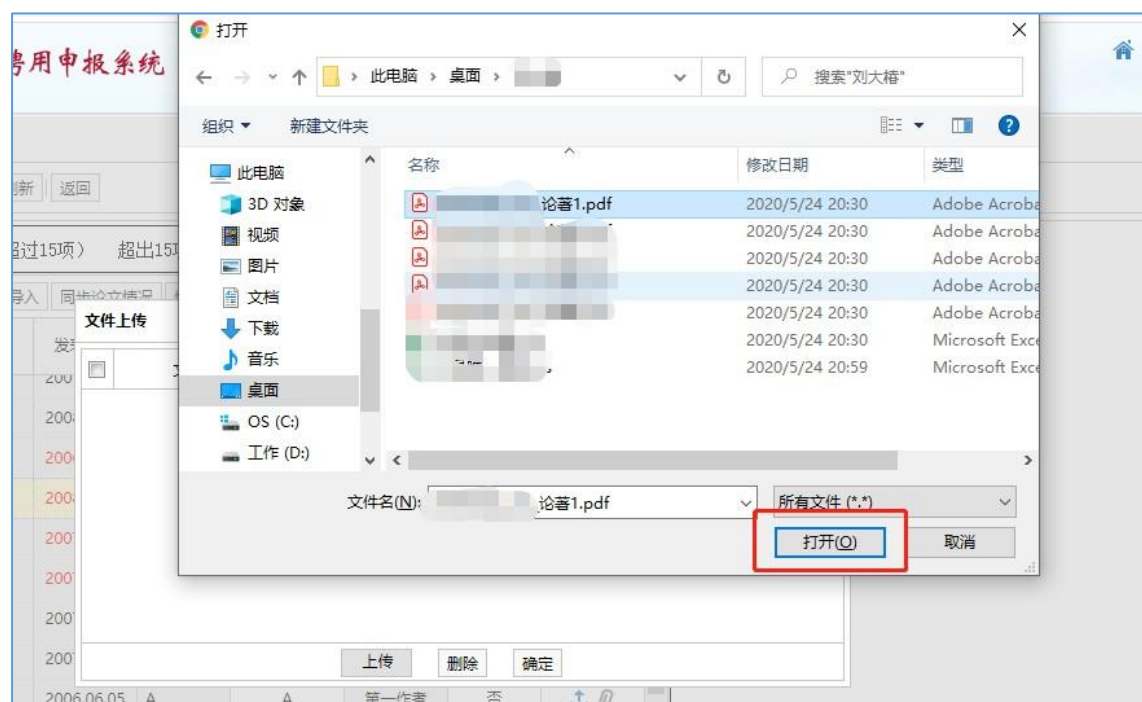 打开
聘用申报系统
此电脑 桌面
搜索"刘大椿"
组织 新建文件夹
刷新 返回
名称 修改日期 类型
此电脑
3D 对象
视频
图片
文档
下载
音乐
桌面
OS (C:)
工作 (D:)
论著1.pdf 2020/5/24 20:30 Adobe Acroba
2020/5/24 20:30 Adobe Acroba
2020/5/24 20:30 Adobe Acroba
2020/5/24 20:30 Adobe Acroba
2020/5/24 20:30 Adobe Acroba
2020/5/24 20:30 Microsoft Exce
2020/5/24 20:59 Microsoft Exce
超过15项） 超出15项
导入 同步论文情况
文件上传
文件名(N): 论著1.pdf 所有文件 (*.*)
打开(O) 取消
200
200
200
200
200
200
200
上传 删除 确定
2006.06.05 A A 第一作者 否